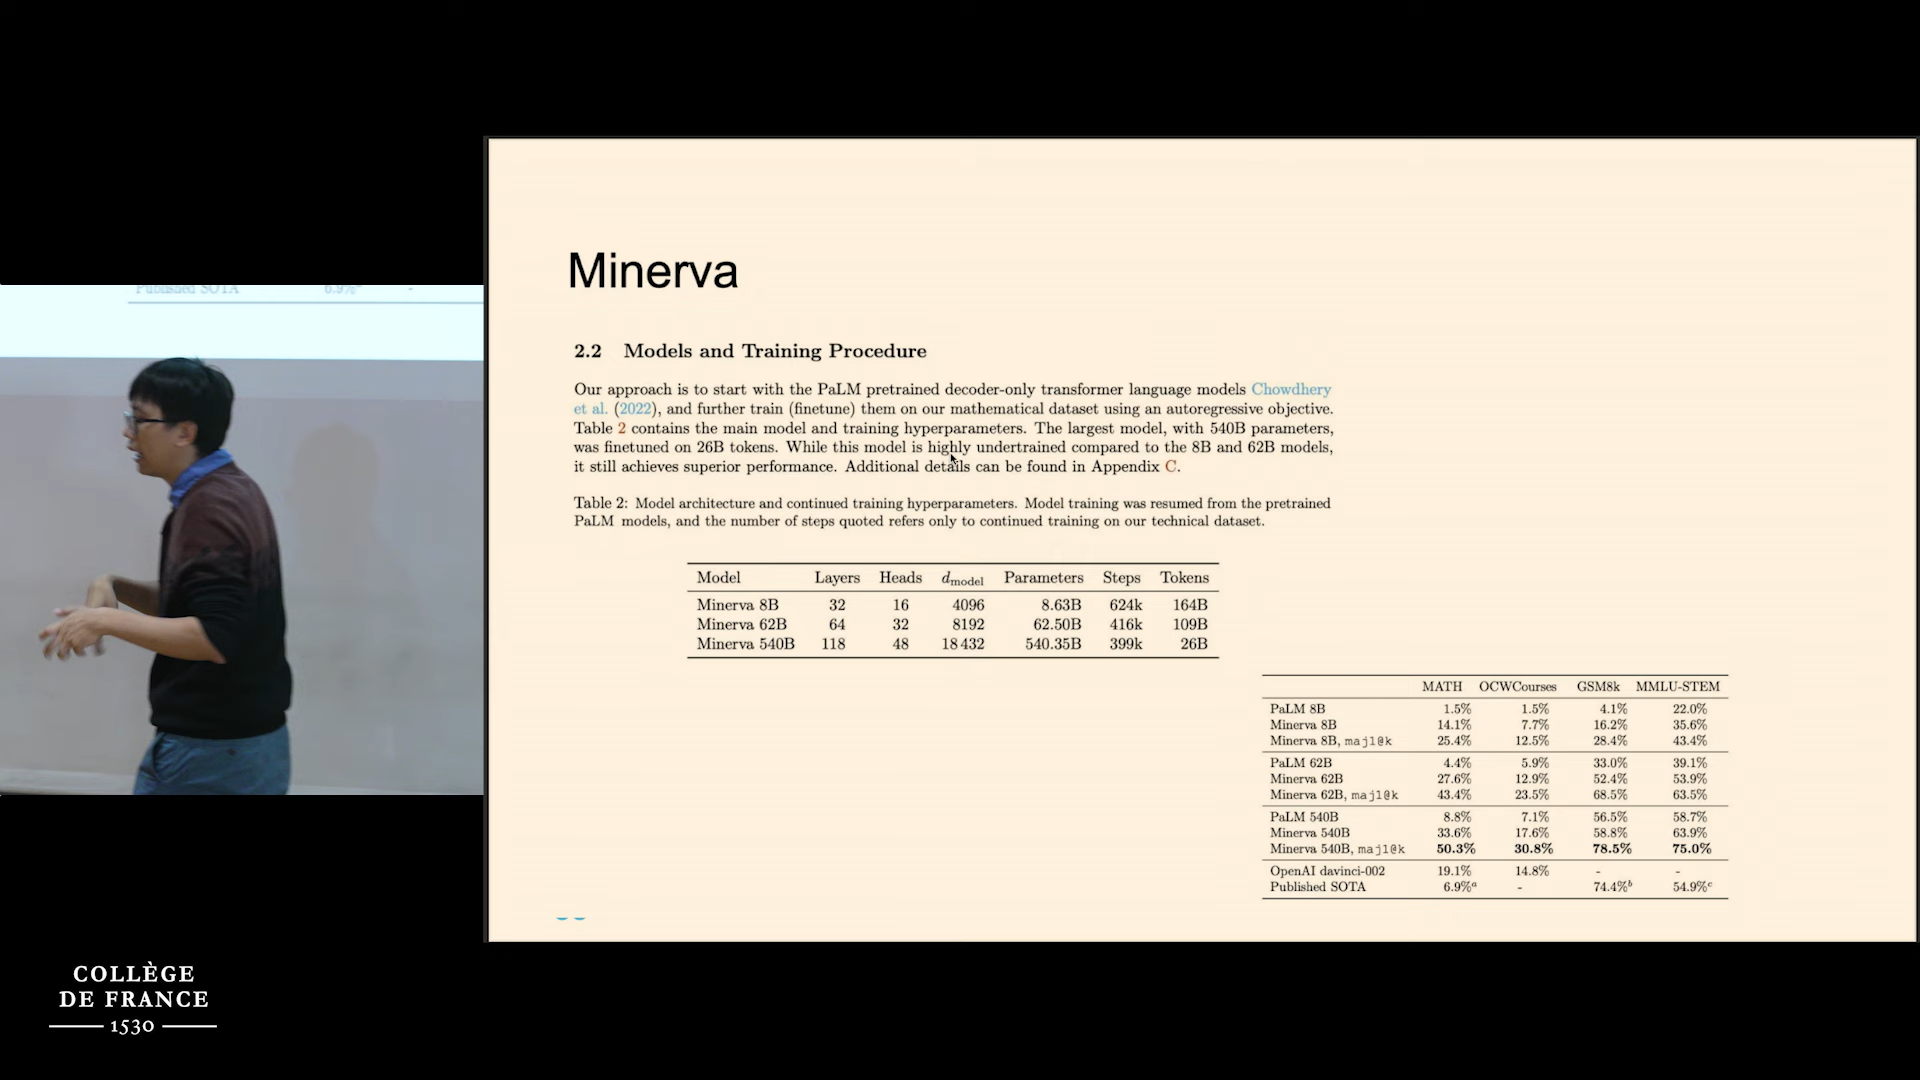 Published SOTA 6.9%ᵃ -
Minerva
2.2 Models and Training Procedure
Our approach is to start with the PaLM pretrained decoder-only transformer language models Chowdhery
et al. (2022), and further train (finetune) them on our mathematical dataset using an autoregressive objective.
Table 2 contains the main model and training hyperparameters. The largest model, with 540B parameters,
was finetuned on 26B tokens. While this model is highly undertrained compared to the 8B and 62B models,
it still achieves superior performance. Additional details can be found in Appendix C.
Table 2: Model architecture and continued training hyperparameters. Model training was resumed from the pretrained
PaLM models, and the number of steps quoted refers only to continued training on our technical dataset.
Model Layers Heads d_model Parameters Steps Tokens
Minerva 8B 32 16 4096 8.63B 624k 164B
Minerva 62B 64 32 8192 62.50B 416k 109B
Minerva 540B 118 48 18 432 540.35B 399k 26B
MATH OCWCourses GSM8k MMLU-STEM
PaLM 8B 1.5% 1.5% 4.1% 22.0%
Minerva 8B 14.1% 7.7% 16.2% 35.6%
Minerva 8B, maj1@k 25.4% 12.5% 28.4% 43.4%
PaLM 62B 4.4% 5.9% 33.0% 39.1%
Minerva 62B 27.6% 12.9% 52.4% 53.9%
Minerva 62B, maj1@k 43.4% 23.5% 68.5% 63.5%
PaLM 540B 8.8% 7.1% 56.5% 58.7%
Minerva 540B 33.6% 17.6% 58.8% 63.9%
Minerva 540B, maj1@k 50.3% 30.8% 78.5% 75.0%
OpenAI davinci-002 19.1% 14.8% - -
Published SOTA 6.9%ᵃ - 74.4%ᵇ 54.9%ᶜ
COLLÈGE
DE FRANCE
1530